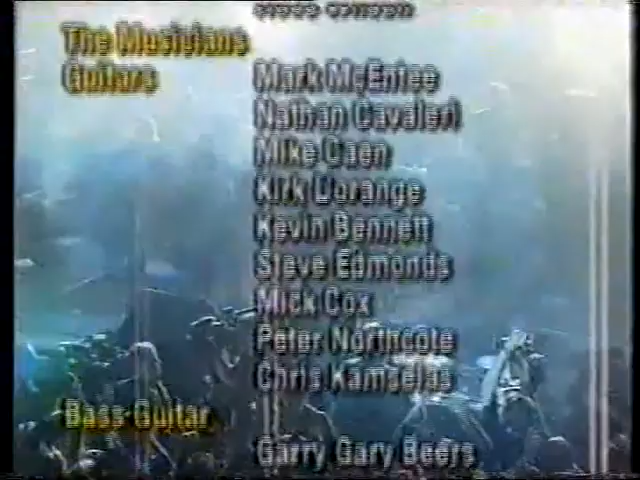 The Musicians
Guitars
Mark McEntee
Nathan Cavaleri
Mike Caen
Kirk Lorange
Kevin Bennett
Steve Edmonds
Mick Cox
Peter Northcote
Chris Kamzelas
Bass Guitar
Garry Gary Beers